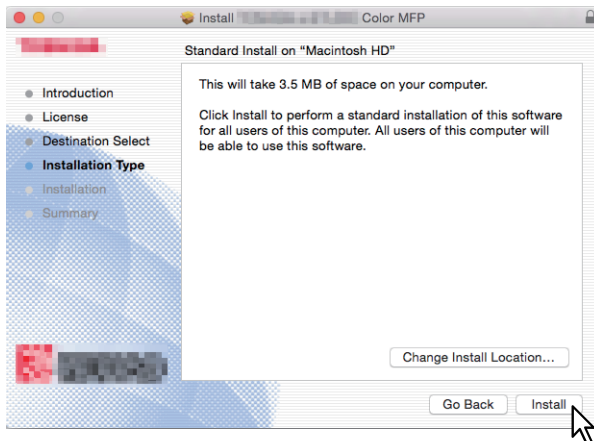 Install Color MFP
Standard Install on “Macintosh HD”
Introduction
License
Destination Select
Installation Type
Installation
Summary
This will take 3.5 MB of space on your computer.
Click Install to perform a standard installation of this software
for all users of this computer. All users of this computer will
be able to use this software.
Change Install Location...
Go Back
Install